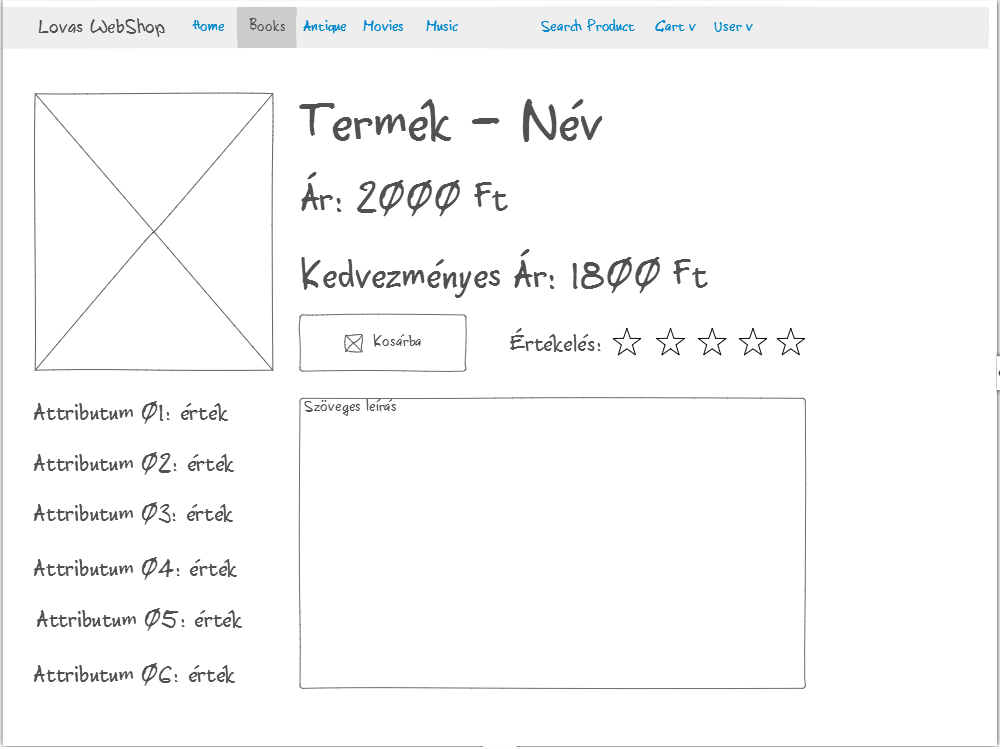 Lovas WebShop Home Books Antique Movies Music Search Product Cart v User v
Termék - Név
Ár: 2000 Ft
Kedvezményes Ár: 1800 Ft
Kosárba
Értékelés:
Attributum 01: érték
Attributum 02: érték
Attributum 03: érték
Attributum 04: érték
Attributum 05: érték
Attributum 06: érték
Szöveges leírás